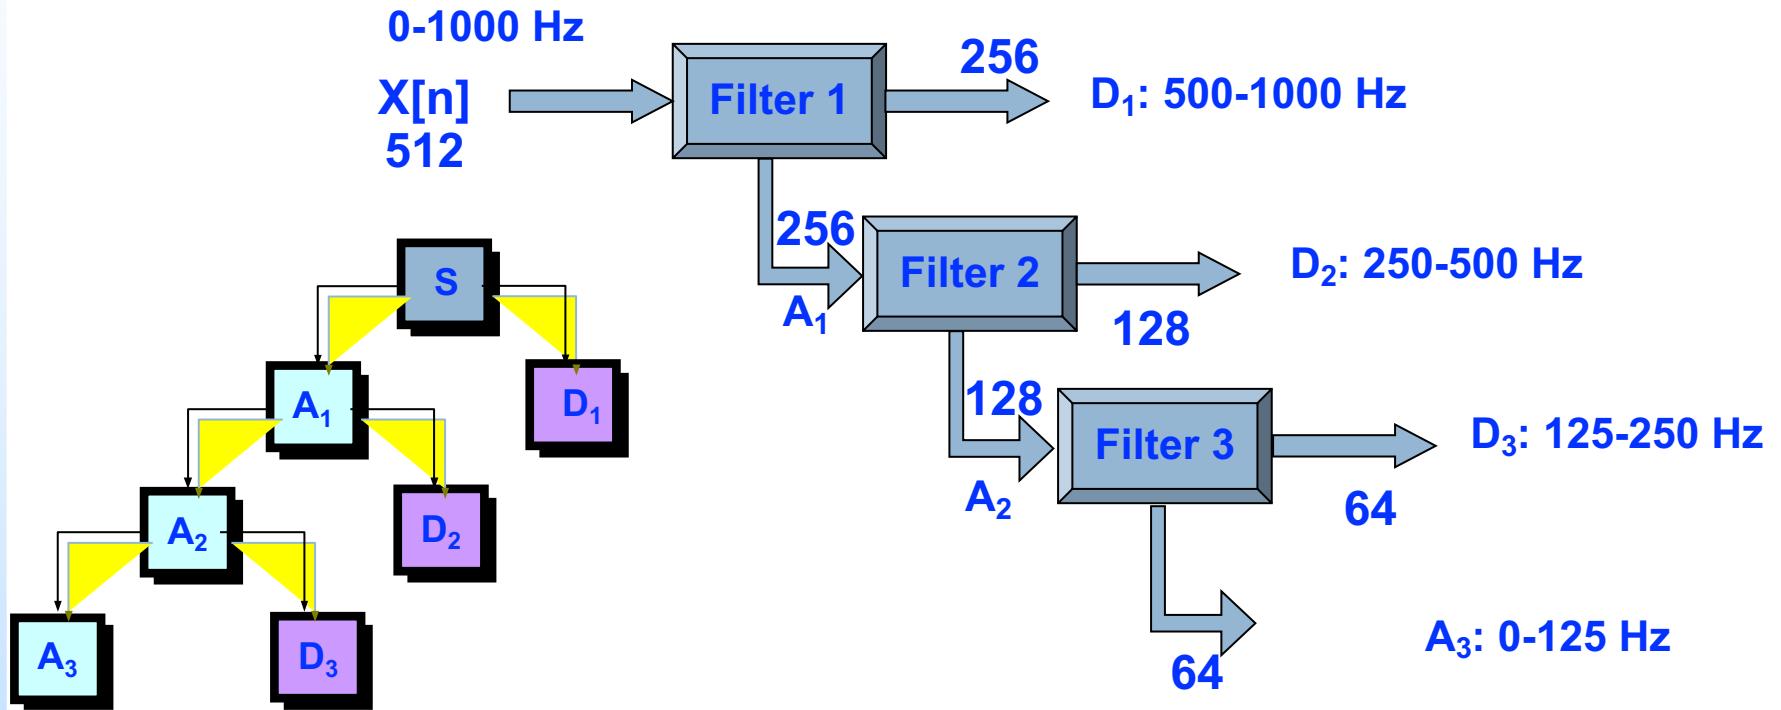 0-1000 Hz
X[n]
512
Filter 1
256
D₁: 500-1000 Hz
256
A₁
Filter 2
D₂: 250-500 Hz
128
128
A₂
Filter 3
D₃: 125-250 Hz
64
64
A₃: 0-125 Hz
S
A₁
D₁
A₂
D₂
A₃
D₃